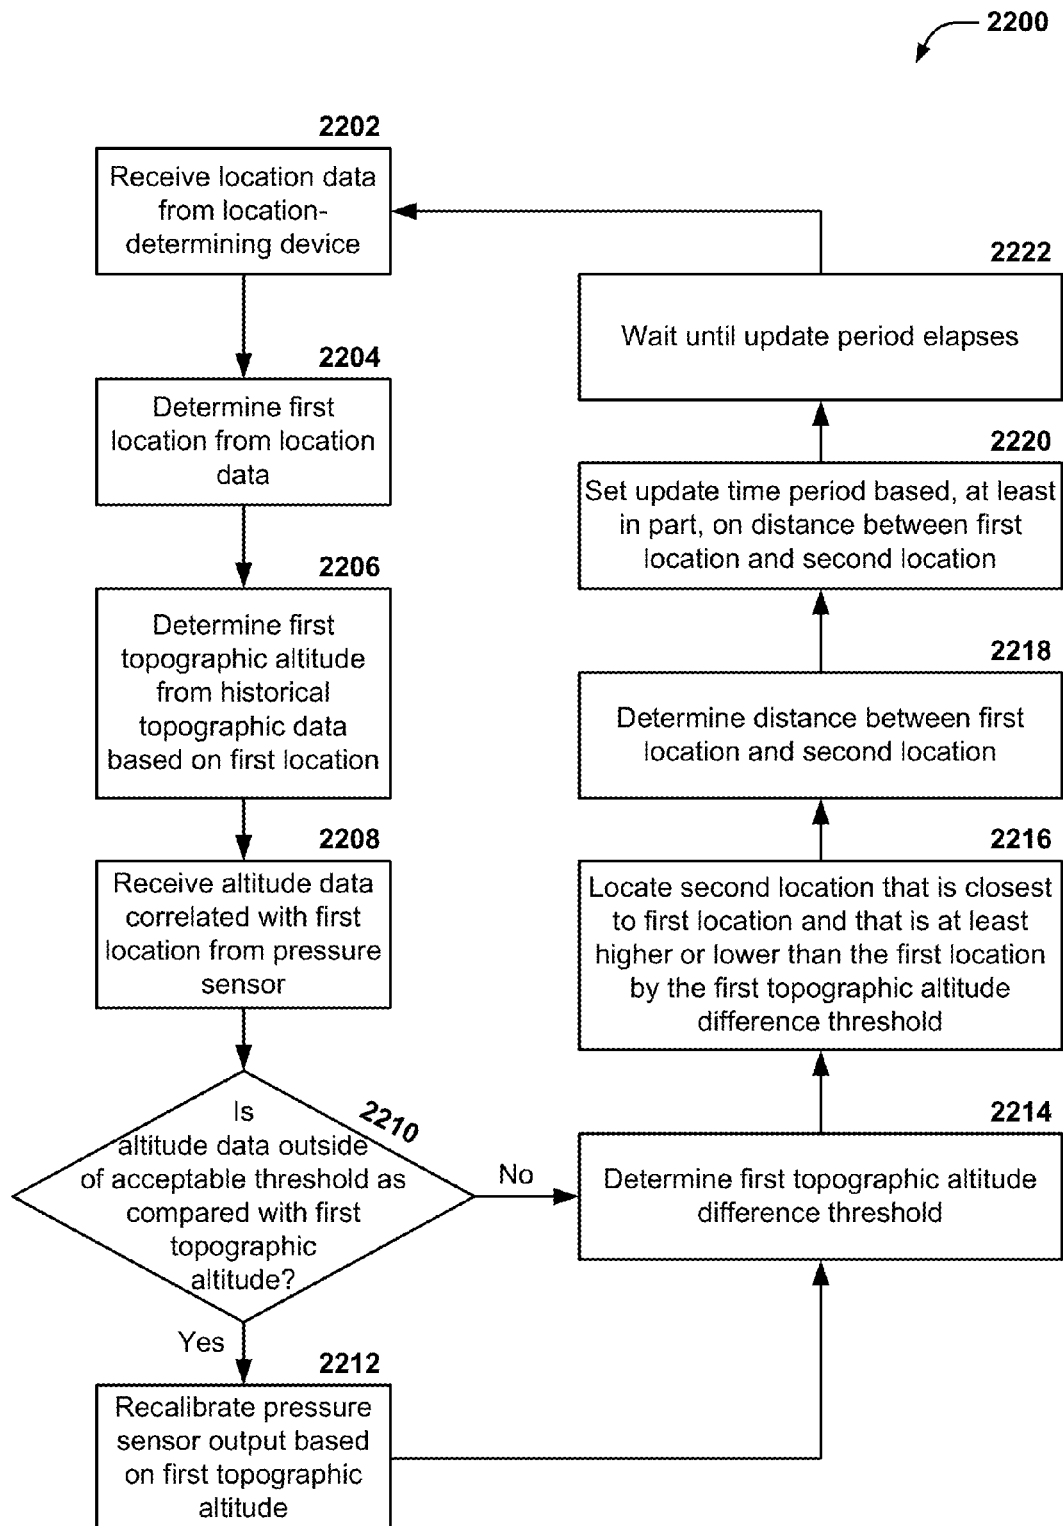 2200
2202
Receive location data
from location-
determining device
2204
Determine first
location from location
data
2206
Determine first
topographic altitude
from historical
topographic data
based on first location
2208
Receive altitude data
correlated with first
location from pressure
sensor
2210
Is
altitude data outside
of acceptable threshold as
compared with first
topographic
altitude?
No
Yes
2212
Recalibrate pressure
sensor output based
on first topographic
altitude
2214
Determine first topographic altitude
difference threshold
2216
Locate second location that is closest
to first location and that is at least
higher or lower than the first location
by the first topographic altitude
difference threshold
2218
Determine distance between first
location and second location
2220
Set update time period based, at least
in part, on distance between first
location and second location
2222
Wait until update period elapses